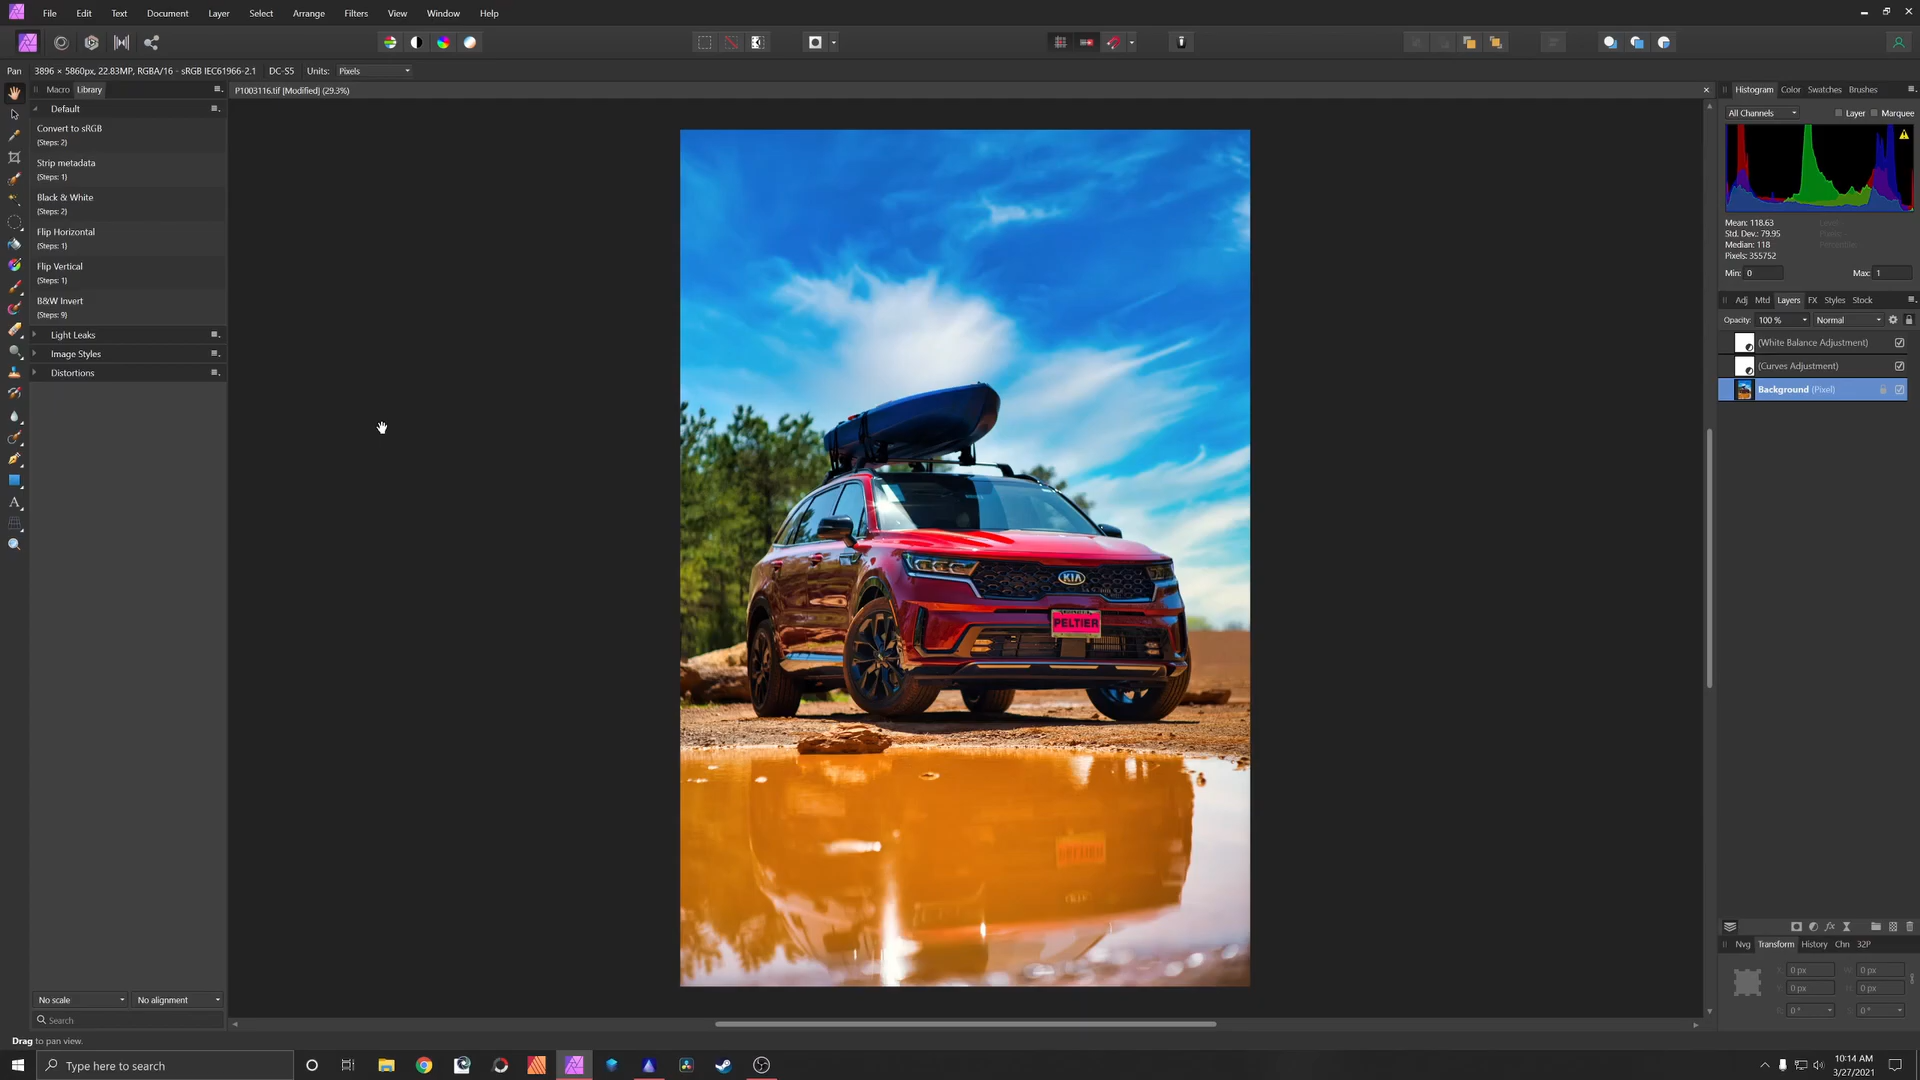 File Edit Text Document Layer Select Arrange Filters View Window Help
Pan 3896 × 5860px, 22.83MP, RGBA/16 - sRGB IEC61966-2.1 DC-S5 Units: Pixels
Macro Library
P1003116.tif [Modified] (29.3%)
Histogram Color Swatches Brushes
Default
Convert to sRGB
(Steps: 2)
Strip metadata
(Steps: 1)
Black & White
(Steps: 2)
Flip Horizontal
(Steps: 1)
Flip Vertical
(Steps: 1)
B&W Invert
(Steps: 9)
Light Leaks
Image Styles
Distortions
All Channels Layer Marquee
Mean: 118.63
Std. Dev.: 79.95
Median: 118
Pixels: 355752
Min: 0 Max: 1
Adj Mtd Layers FX Styles Stock
Opacity: 100 % Normal
(White Balance Adjustment)
(Curves Adjustment)
Background (Pixel)
KIA
PELTIER
Nvg Transform History Chn 32P
X: 0 px W: 0 px
Y: 0 px H: 0 px
R: 0 ° S: 0 °
No scale No alignment
Search
Drag to pan view.
Type here to search
10:14 AM
3/27/2021